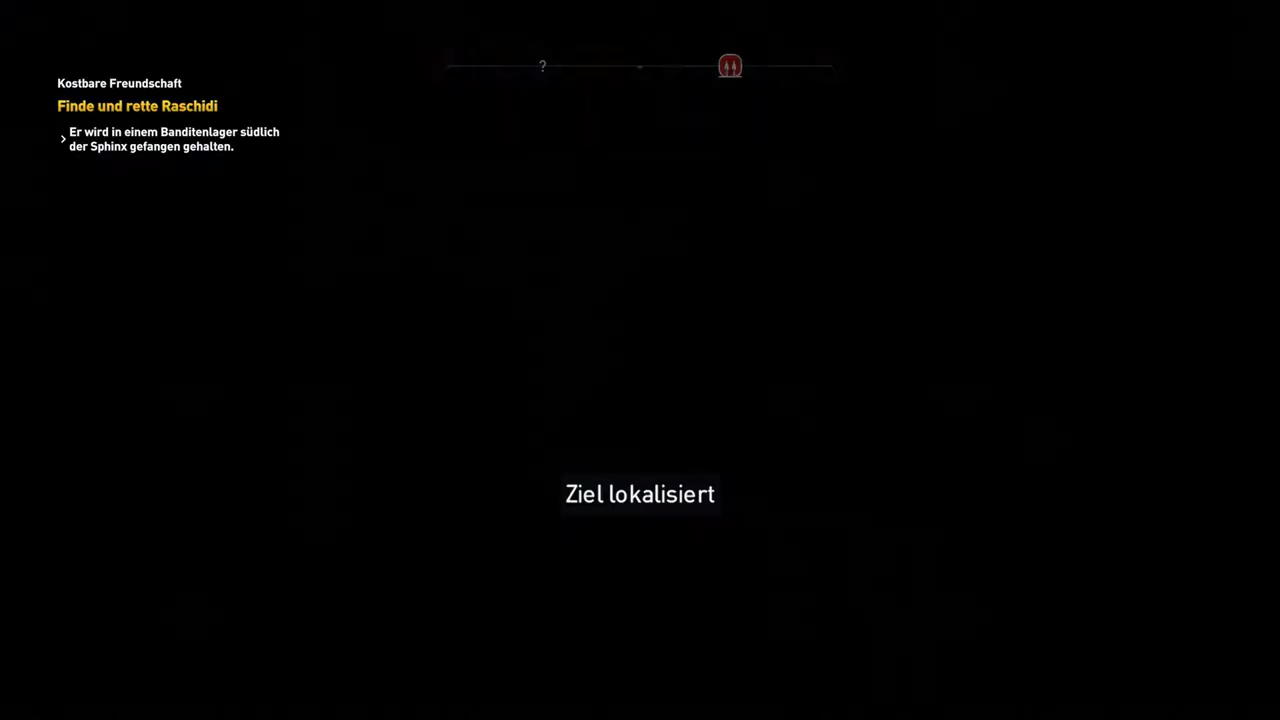 ?
Kostbare Freundschaft
Finde und rette Raschidi
Er wird in einem Banditenlager südlich
der Sphinx gefangen gehalten.
Ziel lokalisiert